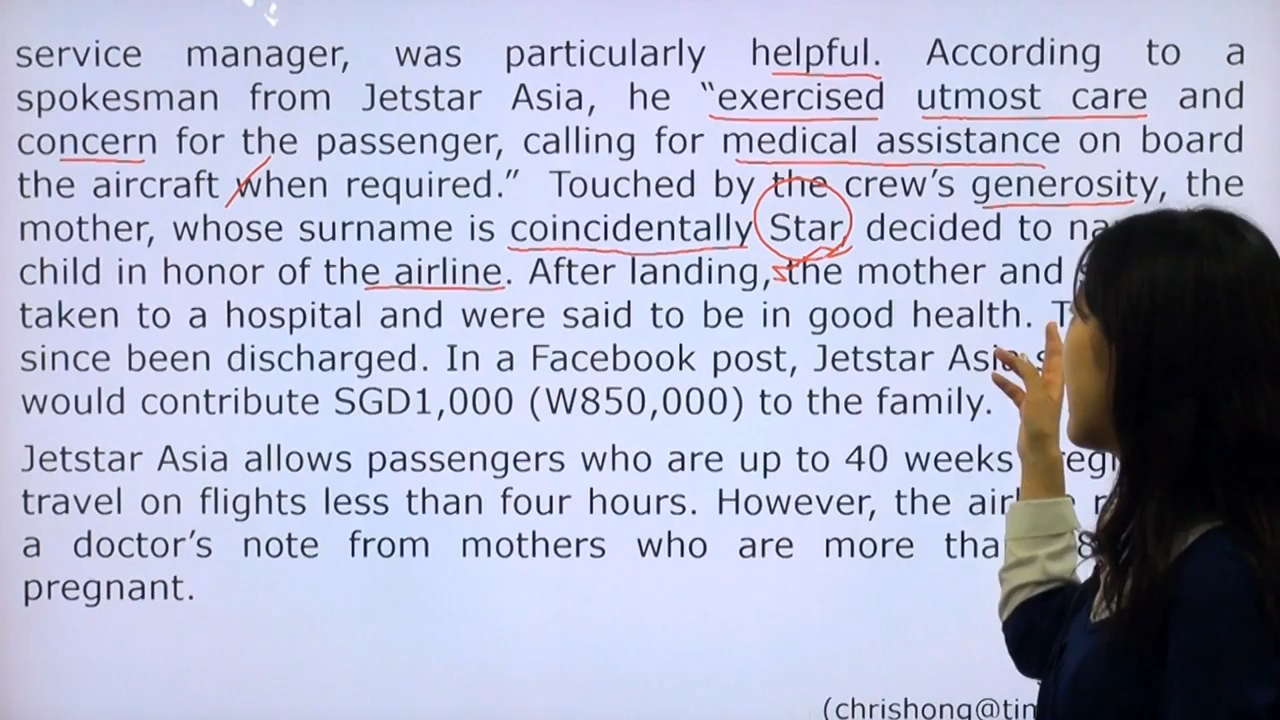 service manager, was particularly helpful. According to a
spokesman from Jetstar Asia, he “exercised utmost care and
concern for the passenger, calling for medical assistance on board
the aircraft when required.” Touched by the crew’s generosity, the
mother, whose surname is coincidentally Star, decided to
child in honor of the airline. After landing, the mother and
taken to a hospital and were said to be in good health.
since been discharged. In a Facebook post, Jetstar Asia
would contribute SGD1,000 (W850,000) to the family.
Jetstar Asia allows passengers who are up to 40 weeks
travel on flights less than four hours. However, the
a doctor’s note from mothers who are more
pregnant.